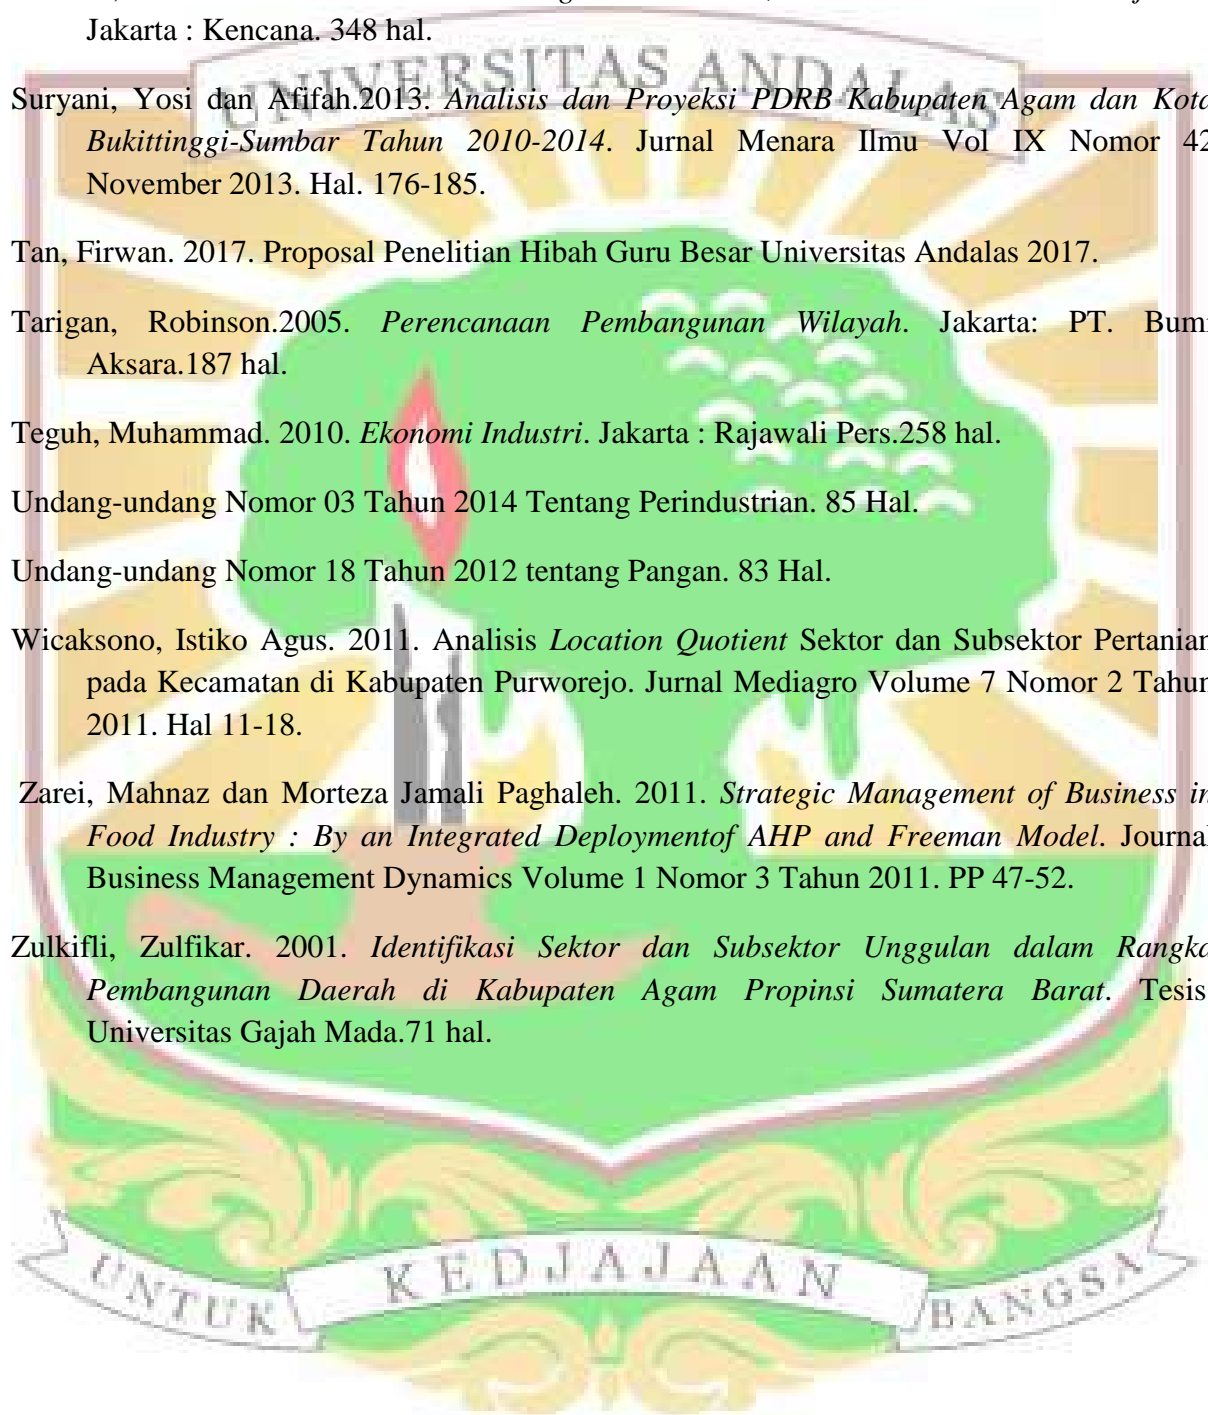 Jakarta : Kencana. 348 hal.
UNIVERSITAS ANDALAS
Suryani, Yosi dan Afifah.2013. Analisis dan Proyeksi PDRB Kabupaten Agam dan Kota
Bukittinggi-Sumbar Tahun 2010-2014. Jurnal Menara Ilmu Vol IX Nomor 42
November 2013. Hal. 176-185.
Tan, Firwan. 2017. Proposal Penelitian Hibah Guru Besar Universitas Andalas 2017.
Tarigan, Robinson.2005. Perencanaan Pembangunan Wilayah. Jakarta: PT. Bumi
Aksara.187 hal.
Teguh, Muhammad. 2010. Ekonomi Industri. Jakarta : Rajawali Pers.258 hal.
Undang-undang Nomor 03 Tahun 2014 Tentang Perindustrian. 85 Hal.
Undang-undang Nomor 18 Tahun 2012 tentang Pangan. 83 Hal.
Wicaksono, Istiko Agus. 2011. Analisis Location Quotient Sektor dan Subsektor Pertanian
pada Kecamatan di Kabupaten Purworejo. Jurnal Mediagro Volume 7 Nomor 2 Tahun
2011. Hal 11-18.
Zarei, Mahnaz dan Morteza Jamali Paghaleh. 2011. Strategic Management of Business in
Food Industry : By an Integrated Deploymentof AHP and Freeman Model. Journal
Business Management Dynamics Volume 1 Nomor 3 Tahun 2011. PP 47-52.
Zulkifli, Zulfikar. 2001. Identifikasi Sektor dan Subsektor Unggulan dalam Rangka
Pembangunan Daerah di Kabupaten Agam Propinsi Sumatera Barat. Tesis
Universitas Gajah Mada.71 hal.
UNTUK KEDJAJAAN BANGSA